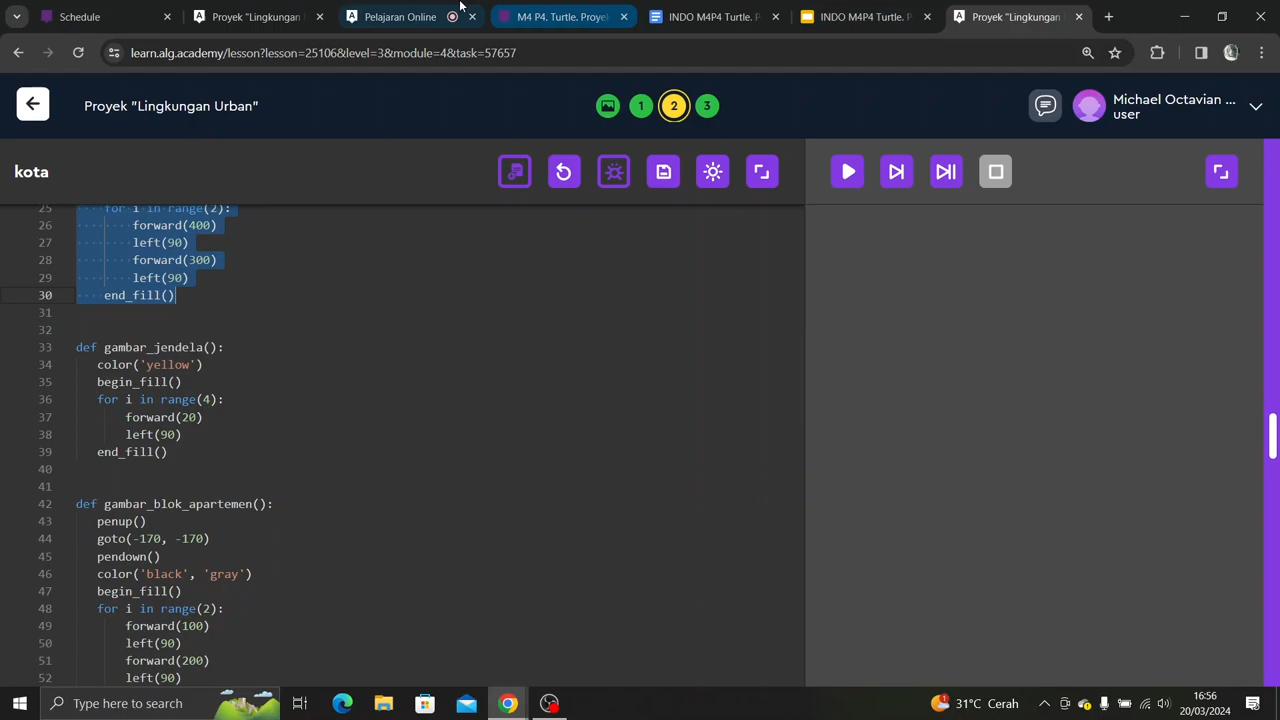 Schedule
Proyek "Lingkungan
Pelajaran Online
M4 P4. Turtle. Proye
INDO M4P4 Turtle. P
INDO M4P4 Turtle. P
Proyek "Lingkungan
learn.alg.academy/lesson?lesson=25106&level=3&module=4&task=57657
Proyek "Lingkungan Urban"
1
2
3
Michael Octavian ...
user
kota
25 for i in range(2):
26 forward(400)
27 left(90)
28 forward(300)
29 left(90)
30 end_fill()
31
32
33 def gambar_jendela():
34 color('yellow')
35 begin_fill()
36 for i in range(4):
37 forward(20)
38 left(90)
39 end_fill()
40
41
42 def gambar_blok_apartemen():
43 penup()
44 goto(-170, -170)
45 pendown()
46 color('black', 'gray')
47 begin_fill()
48 for i in range(2):
49 forward(100)
50 left(90)
51 forward(200)
52 left(90)
Type here to search
1
31°C Cerah
16:56
20/03/2024